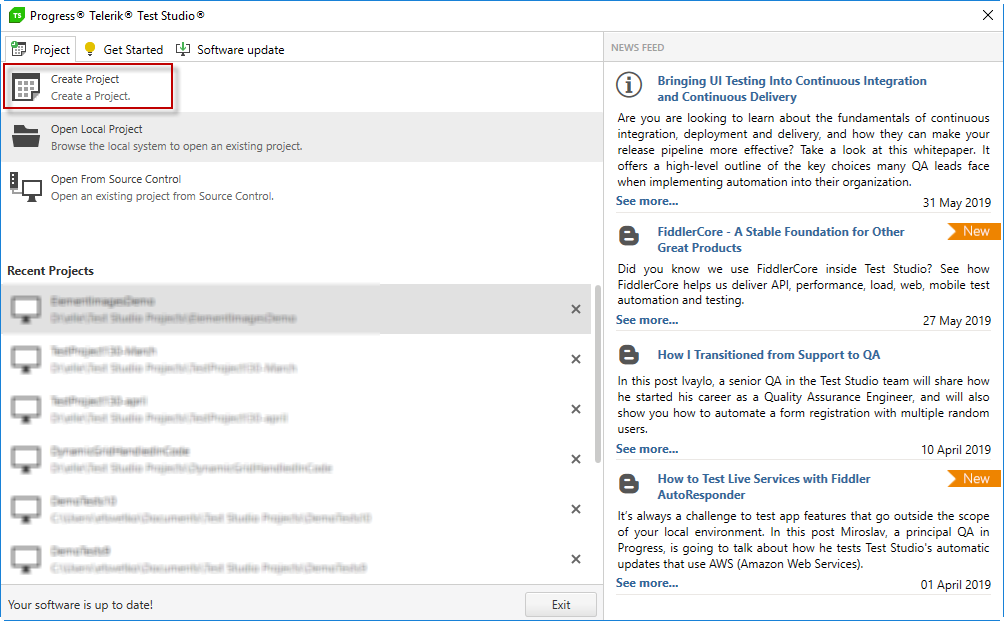 TS Progress® Telerik® Test Studio®
Project Get Started Software update
Create Project
Create a Project.
Open Local Project
Browse the local system to open an existing project.
Open From Source Control
Open an existing project from Source Control.
Recent Projects
Your software is up to date!
Exit
NEWS FEED
Bringing UI Testing Into Continuous Integration
and Continuous Delivery
Are you are looking to learn about the fundamentals of continuous
integration, deployment and delivery, and how they can make your
release pipeline more effective? Take a look at this whitepaper. It
offers a high-level outline of the key choices many QA leads face
when implementing automation into their organization.
See more...
31 May 2019
FiddlerCore - A Stable Foundation for Other
Great Products
New
Did you know we use FiddlerCore inside Test Studio? See how
FiddlerCore helps us deliver API, performance, load, web, mobile test
automation and testing.
See more...
27 May 2019
How I Transitioned from Support to QA
In this post Ivaylo, a senior QA in the Test Studio team will share how
he started his career as a Quality Assurance Engineer, and will also
show you how to automate a form registration with multiple random
users.
See more...
10 April 2019
How to Test Live Services with Fiddler
AutoResponder
New
It's always a challenge to test app features that go outside the scope
of your local environment. In this post Miroslav, a principal QA in
Progress, is going to talk about how he tests Test Studio's automatic
updates that use AWS (Amazon Web Services).
See more...
01 April 2019